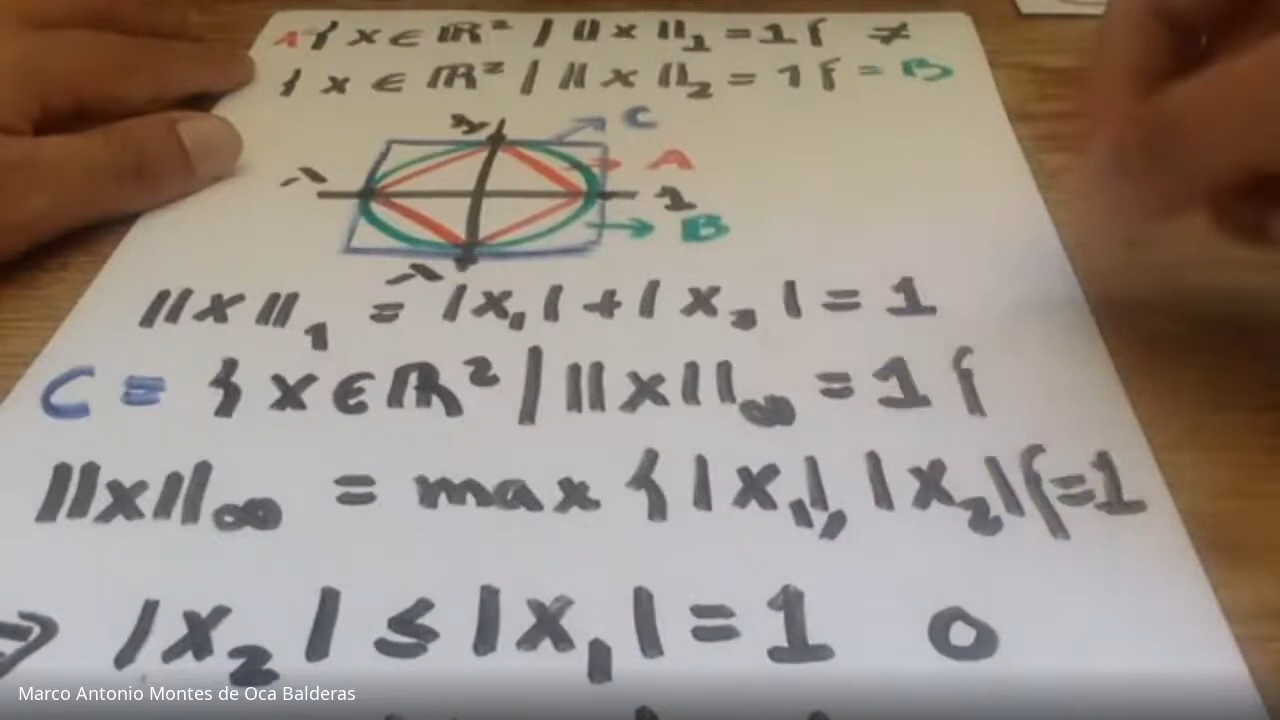 A { x ∈ ℝ² / ||x||₁ = 1 } ≠
{ x ∈ ℝ² / ||x||₂ = 1 } = B
1
C
-1
A
1
B
-1
||x||₁ = |x₁| + |x₂| = 1
C = { x ∈ ℝ² / ||x||∞ = 1 }
||x||∞ = max { |x₁|, |x₂| } = 1
⇒ |x₂| ≤ |x₁| = 1 o
Marco Antonio Montes de Oca Balderas